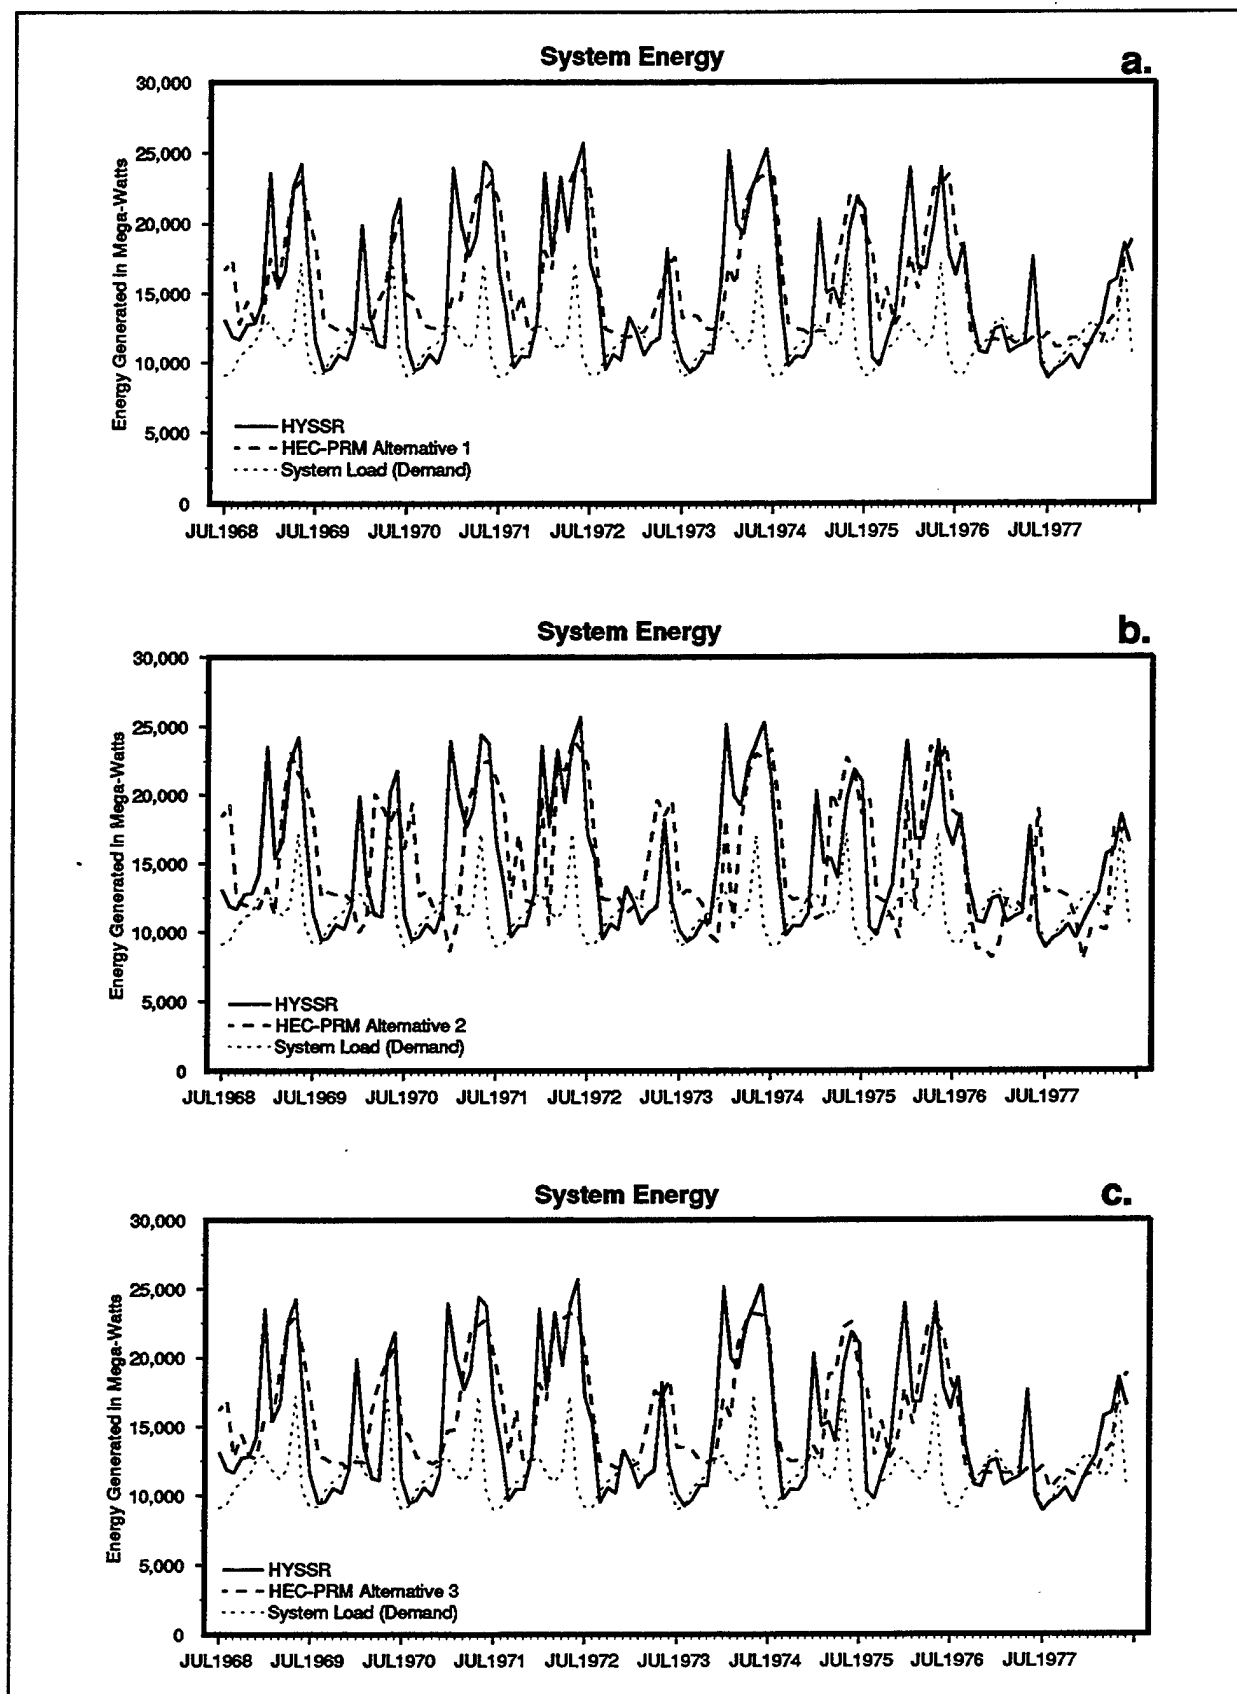 System Energy
a.
30,000
25,000
20,000
15,000
10,000
5,000
0
Energy Generated in Mega-Watts
HYSSR
HEC-PRM Alternative 1
System Load (Demand)
JUL1968 JUL1969 JUL1970 JUL1971 JUL1972 JUL1973 JUL1974 JUL1975 JUL1976 JUL1977
System Energy
b.
30,000
25,000
20,000
15,000
10,000
5,000
0
Energy Generated in Mega-Watts
HYSSR
HEC-PRM Alternative 2
System Load (Demand)
JUL1968 JUL1969 JUL1970 JUL1971 JUL1972 JUL1973 JUL1974 JUL1975 JUL1976 JUL1977
System Energy
c.
30,000
25,000
20,000
15,000
10,000
5,000
0
Energy Generated in Mega-Watts
HYSSR
HEC-PRM Alternative 3
System Load (Demand)
JUL1968 JUL1969 JUL1970 JUL1971 JUL1972 JUL1973 JUL1974 JUL1975 JUL1976 JUL1977